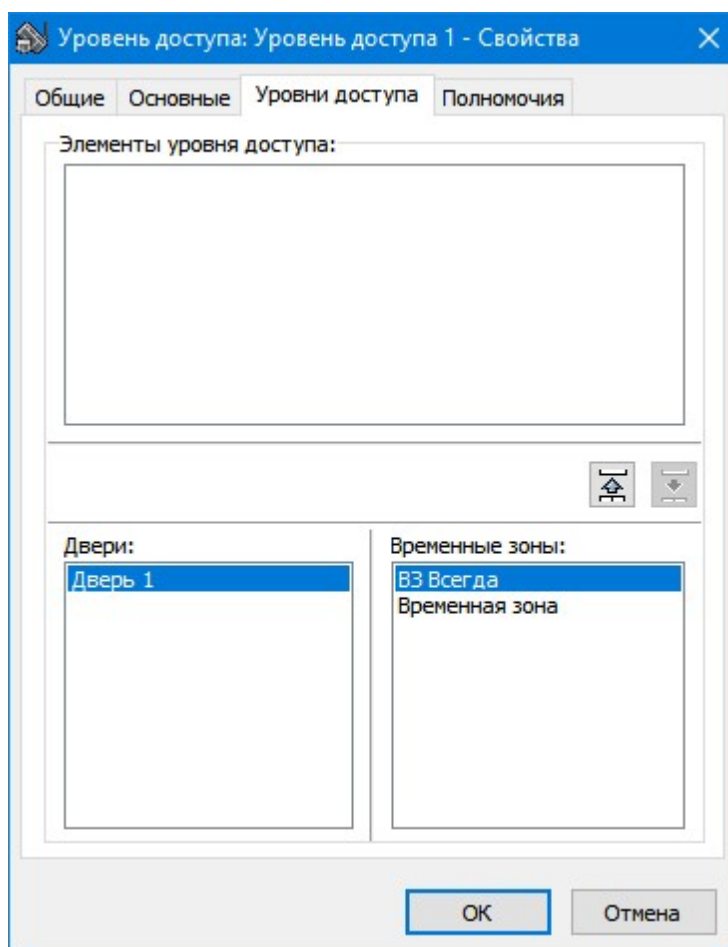 Уровень доступа: Уровень доступа 1 - Свойства
Общие Основные Уровни доступа Полномочия
Элементы уровня доступа:
Двери:
Дверь 1
Временные зоны:
ВЗ Всегда
Временная зона
ОК Отмена